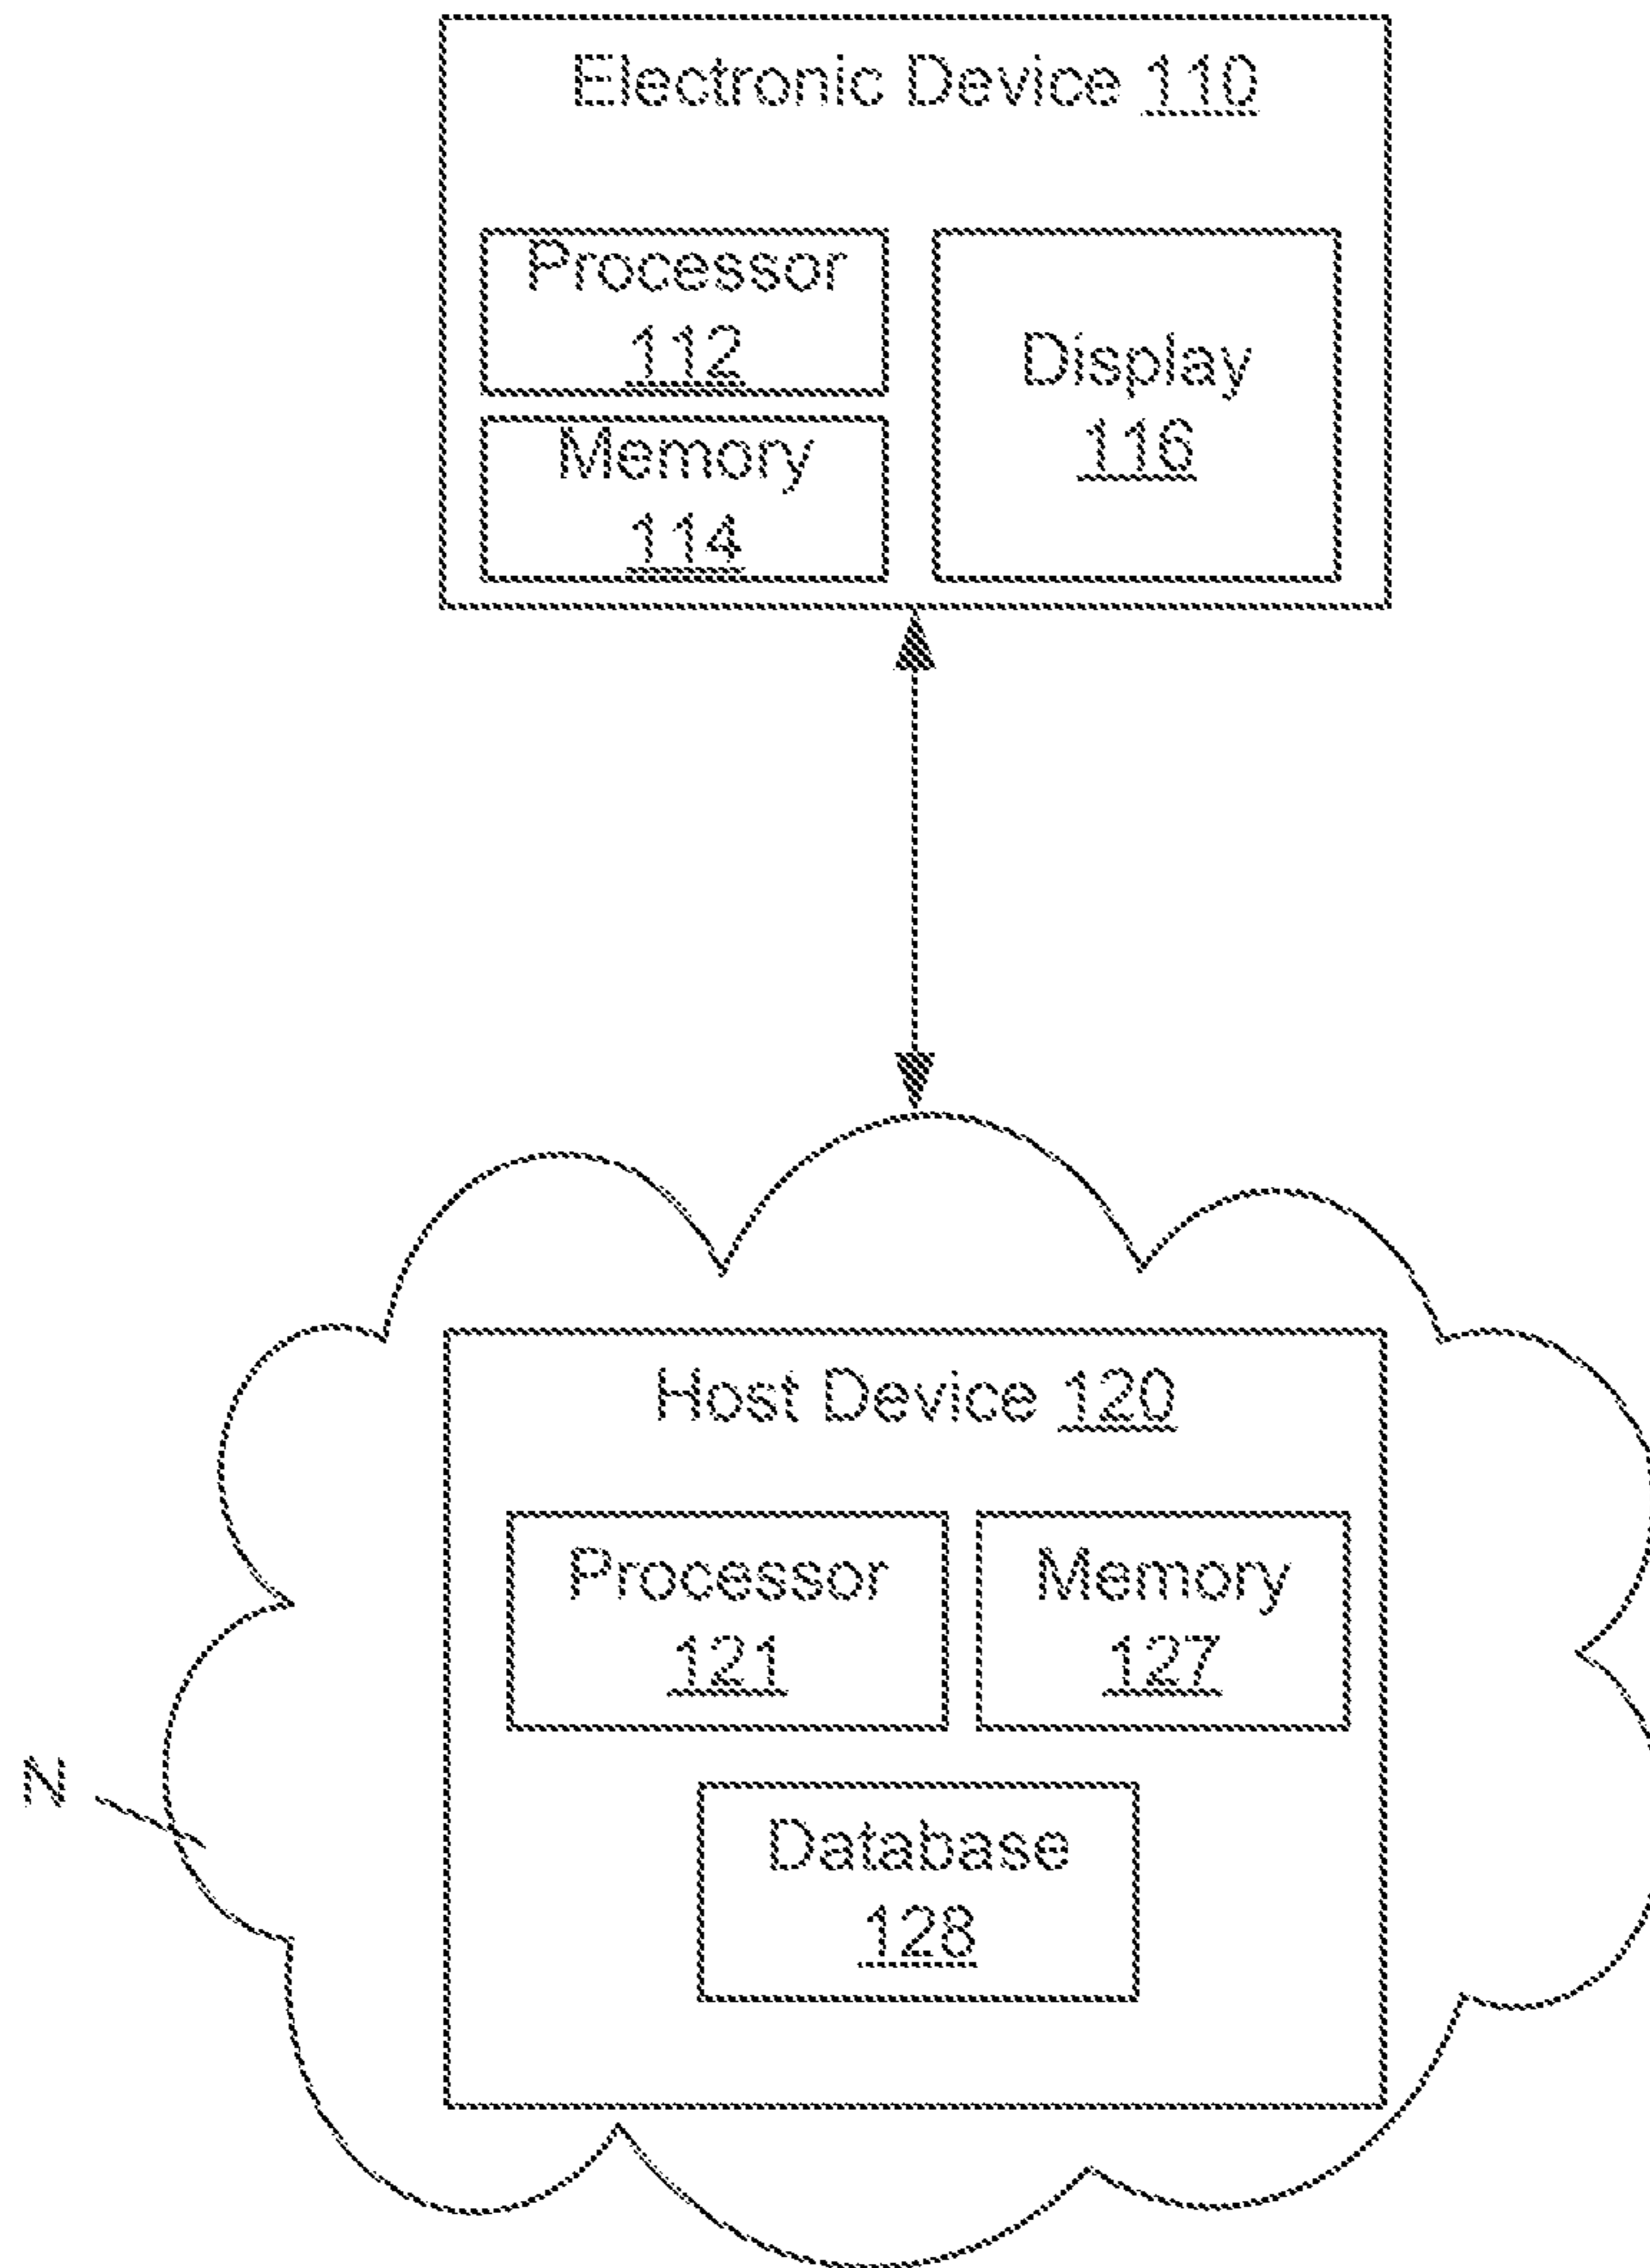 Electronic Device 110
Processor
112
Memory
114
Display
116
Host Device 120
Processor
121
Memory
127
Database
128
N